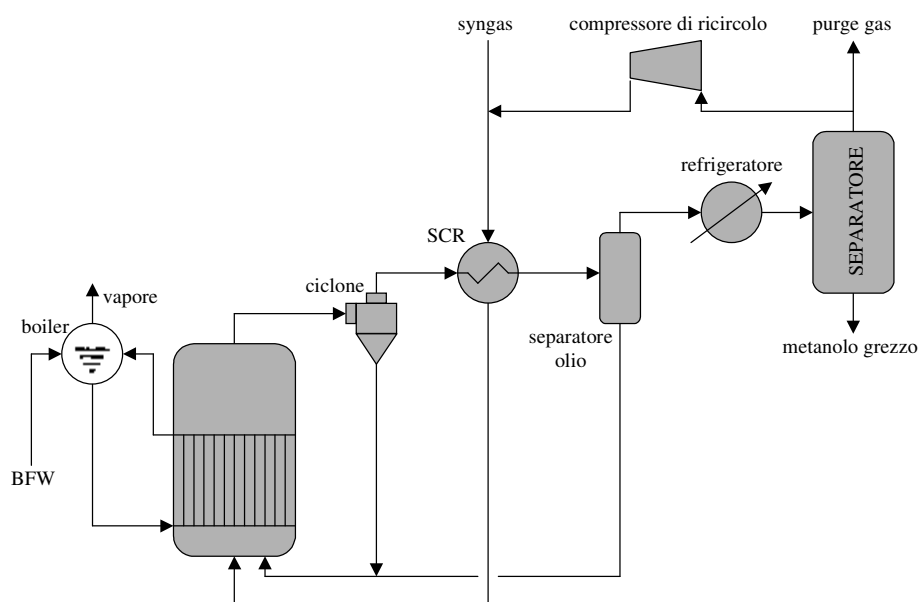 syngas
compressore di ricircolo
purge gas
refrigeratore
SEPARATORE
SCR
ciclone
vapore
boiler
separatore
olio
metanolo grezzo
BFW